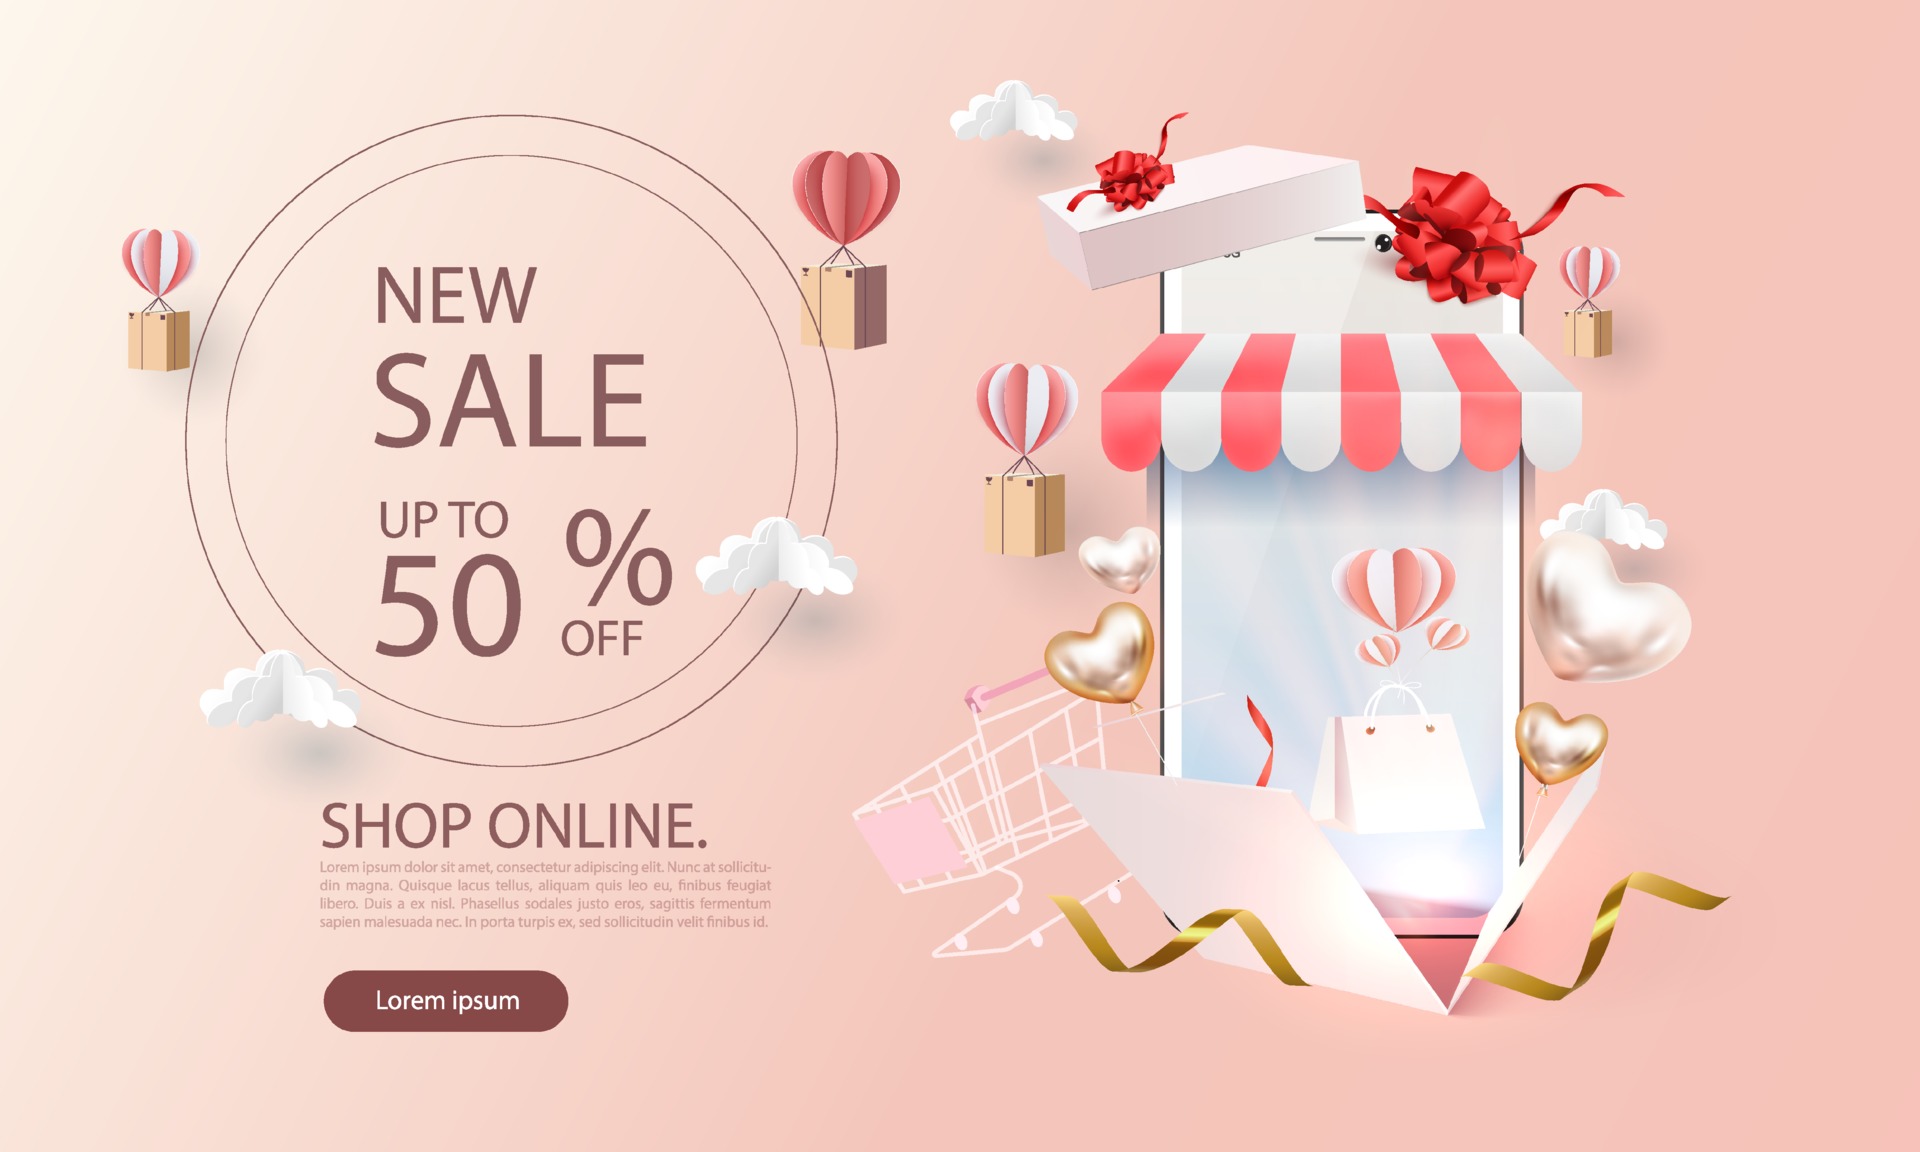 NEW
SALE
UP TO
50 %
OFF
SHOP ONLINE.
Lorem ipsum dolor sit amet, consectetur adipiscing elit. Nunc at sollicitu-
din magna. Quisque lacus tellus, aliquam quis leo eu, finibus feugiat
libero. Duis a ex nisl. Phasellus sodales justo eros, sagittis fermentum
sapien malesuada nec. In porta turpis ex, sed sollicitudin velit finibus id.
Lorem ipsum